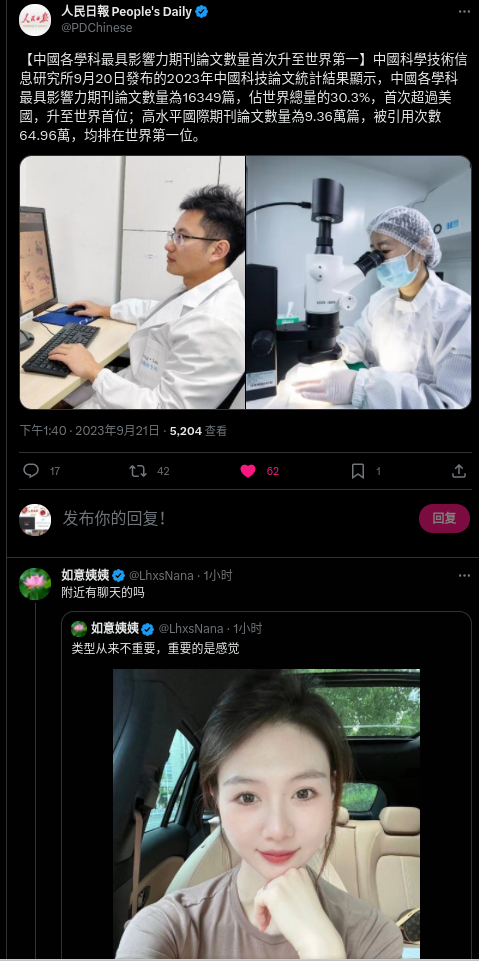 人民日報 People's Daily
@PDChinese
【中國各學科最具影響力期刊論文數量首次升至世界第一】中國科學技術信
息研究所9月20日發布的2023年中國科技論文統計結果顯示，中國各學科
最具影響力期刊論文數量為16349篇，佔世界總量的30.3%，首次超過美
國，升至世界首位；高水平國際期刊論文數量為9.36萬篇，被引用次數
64.96萬，均排在世界第一位。
下午1:40 · 2023年9月21日 · 5,204 查看
17 42 62 1
发布你的回复！
回复
如意姨姨 @LhxsNana · 1小时
附近有聊天的吗
如意姨姨 @LhxsNana · 1小时
类型从来不重要，重要的是感觉